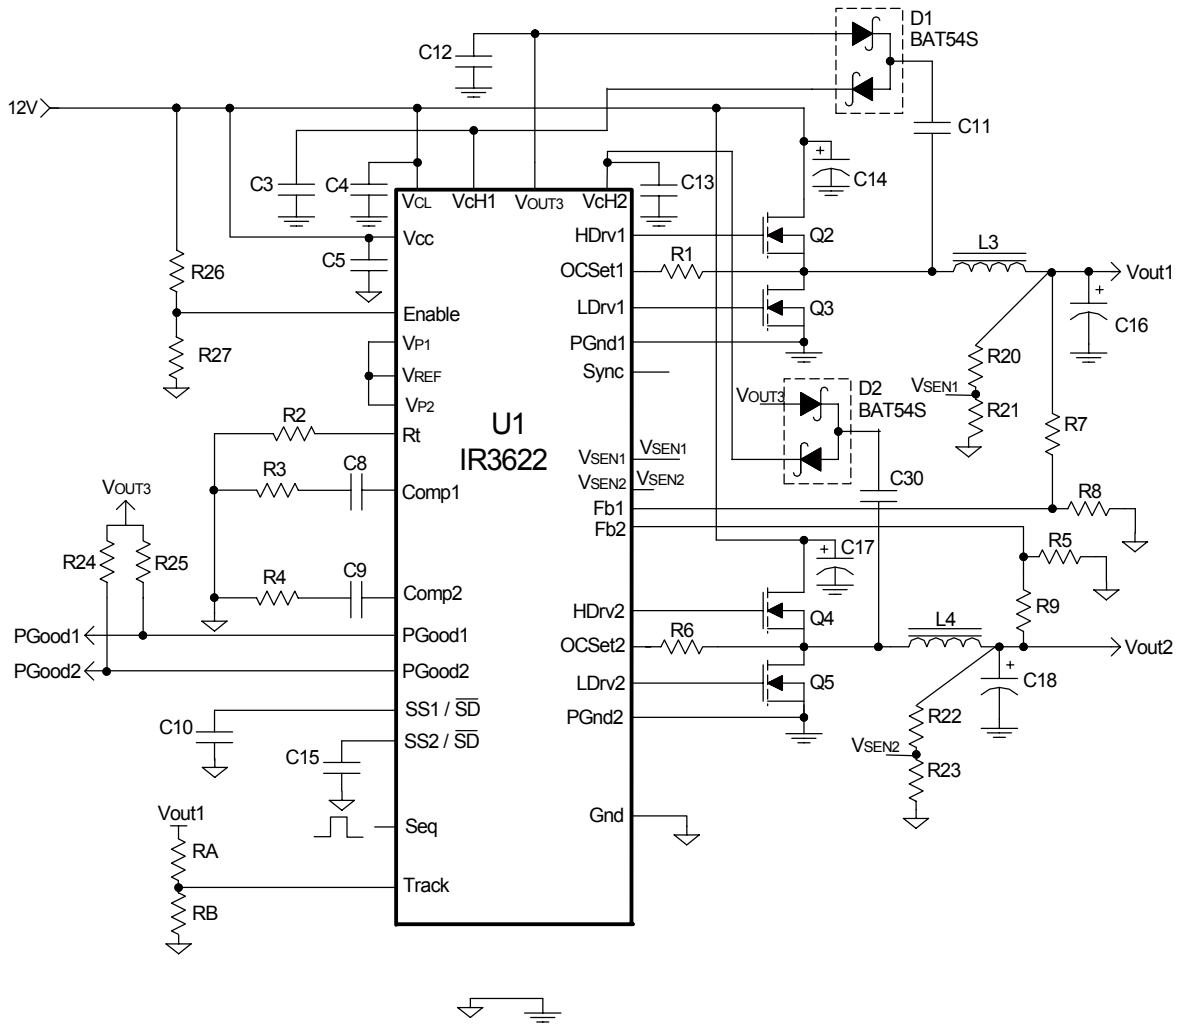 D1
BAT54S
C12
12V
C11
C3
C4
C13
C14
VCL
VcH1
VOUT3
VcH2
Vcc
HDrv1
Q2
L3
C5
R26
OCSet1
R1
Vout1
Enable
LDrv1
Q3
C16
R27
VP1
PGnd1
R20
VREF
Sync
VSEN1
VOUT3
D2
BAT54S
VP2
R21
R2
Rt
U1
IR3622
R7
R3
C8
VSEN1
VSEN1
VOUT3
Comp1
VSEN2
VSEN2
C30
R8
Fb1
Fb2
R24
R25
C17
R5
R4
C9
Comp2
HDrv2
Q4
R9
L4
PGood1
PGood1
OCSet2
R6
Vout2
PGood2
PGood2
LDrv2
Q5
C18
SS1 / SD
PGnd2
R22
C10
SS2 / SD
VSEN2
C15
R23
Vout1
Gnd
Seq
RA
Track
RB